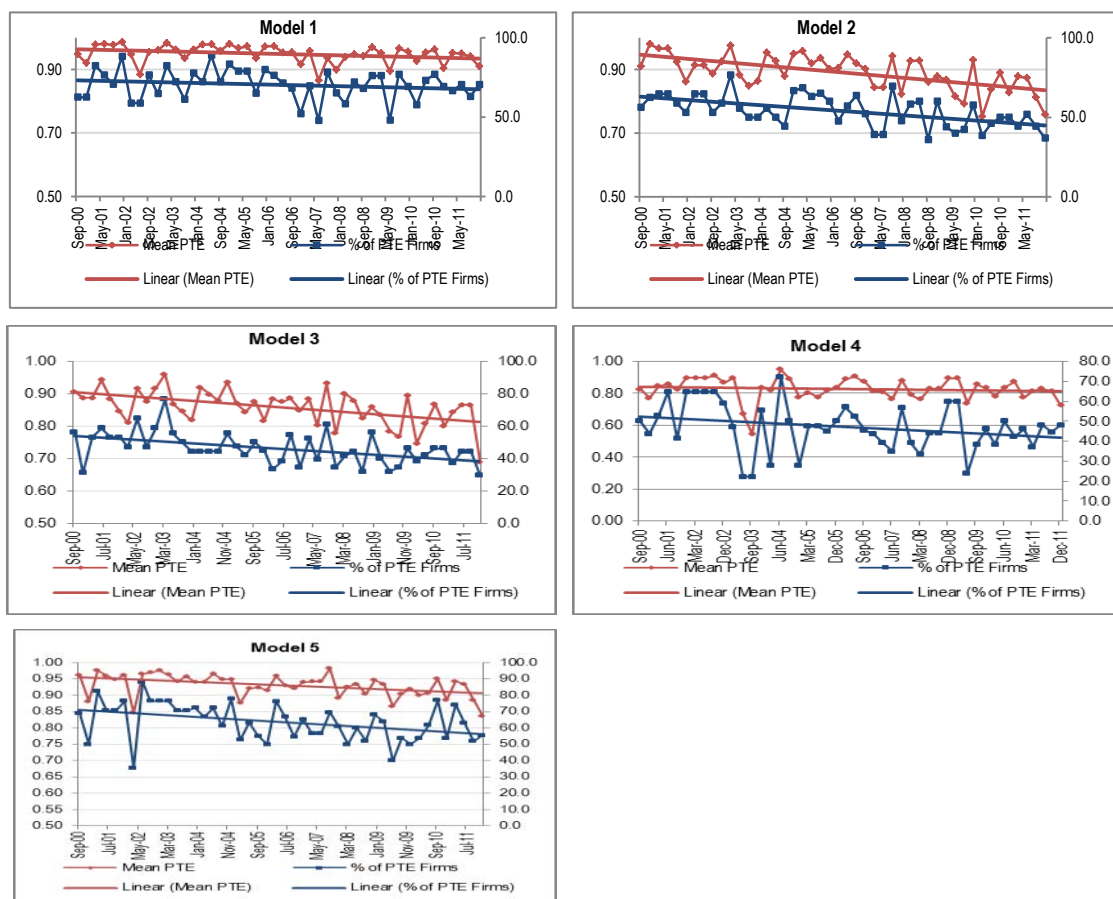 Model 1
100.0
0.90
0.70
50.0
0.50
0.0
Sep-00 May-01 Jan-02 Sep-02 May-03 Jan-04 Sep-04 May-05 Jan-06 Sep-06 May-07 Jan-08 Sep-08 May-09 Jan-10 Sep-10 May-11
Mean PTE % of PTE Firms
Linear (Mean PTE) Linear (% of PTE Firms)
Model 2
100.0
0.90
0.70
50.0
0.50
0.0
Sep-00 May-01 Jan-02 Sep-02 May-03 Jan-04 Sep-04 May-05 Jan-06 Sep-06 May-07 Jan-08 Sep-08 May-09 Jan-10 Sep-10 May-11
Mean PTE % of PTE Firms
Linear (Mean PTE) Linear (% of PTE Firms)
Model 3
1.00 100.0
0.90 80.0
0.80 60.0
0.70 40.0
0.60 20.0
0.50 0.0
Sep-00 Jul-01 May-02 Mar-03 Jan-04 Nov-04 Sep-05 Jul-06 May-07 Mar-08 Jan-09 Nov-09 Sep-10 Jul-11
Mean PTE % of PTE Firms
Linear (Mean PTE) Linear (% of PTE Firms)
Model 4
1.00 80.0
70.0
0.80 60.0
50.0
0.60
40.0
0.40 30.0
0.20 20.0
10.0
0.00 0.0
Sep-00 Jun-01 Mar-02 Dec-02 Sep-03 Jun-04 Mar-05 Dec-05 Sep-06 Jun-07 Mar-08 Dec-08 Sep-09 Jun-10 Mar-11 Dec-11
Mean PTE % of PTE Firms
Linear (Mean PTE) Linear (% of PTE Firms)
Model 5
1.00 100.0
0.95 90.0
0.90 80.0
0.85 70.0
0.80 60.0
0.75 50.0
0.70 40.0
0.65 30.0
0.60 20.0
0.55 10.0
0.50 0.0
Sep-00 Jul-01 May-02 Mar-03 Jan-04 Nov-04 Sep-05 Jul-06 May-07 Mar-08 Jan-09 Nov-09 Sep-10 Jul-11
Mean PTE % of PTE Firms
Linear (Mean PTE) Linear (% of PTE Firms)